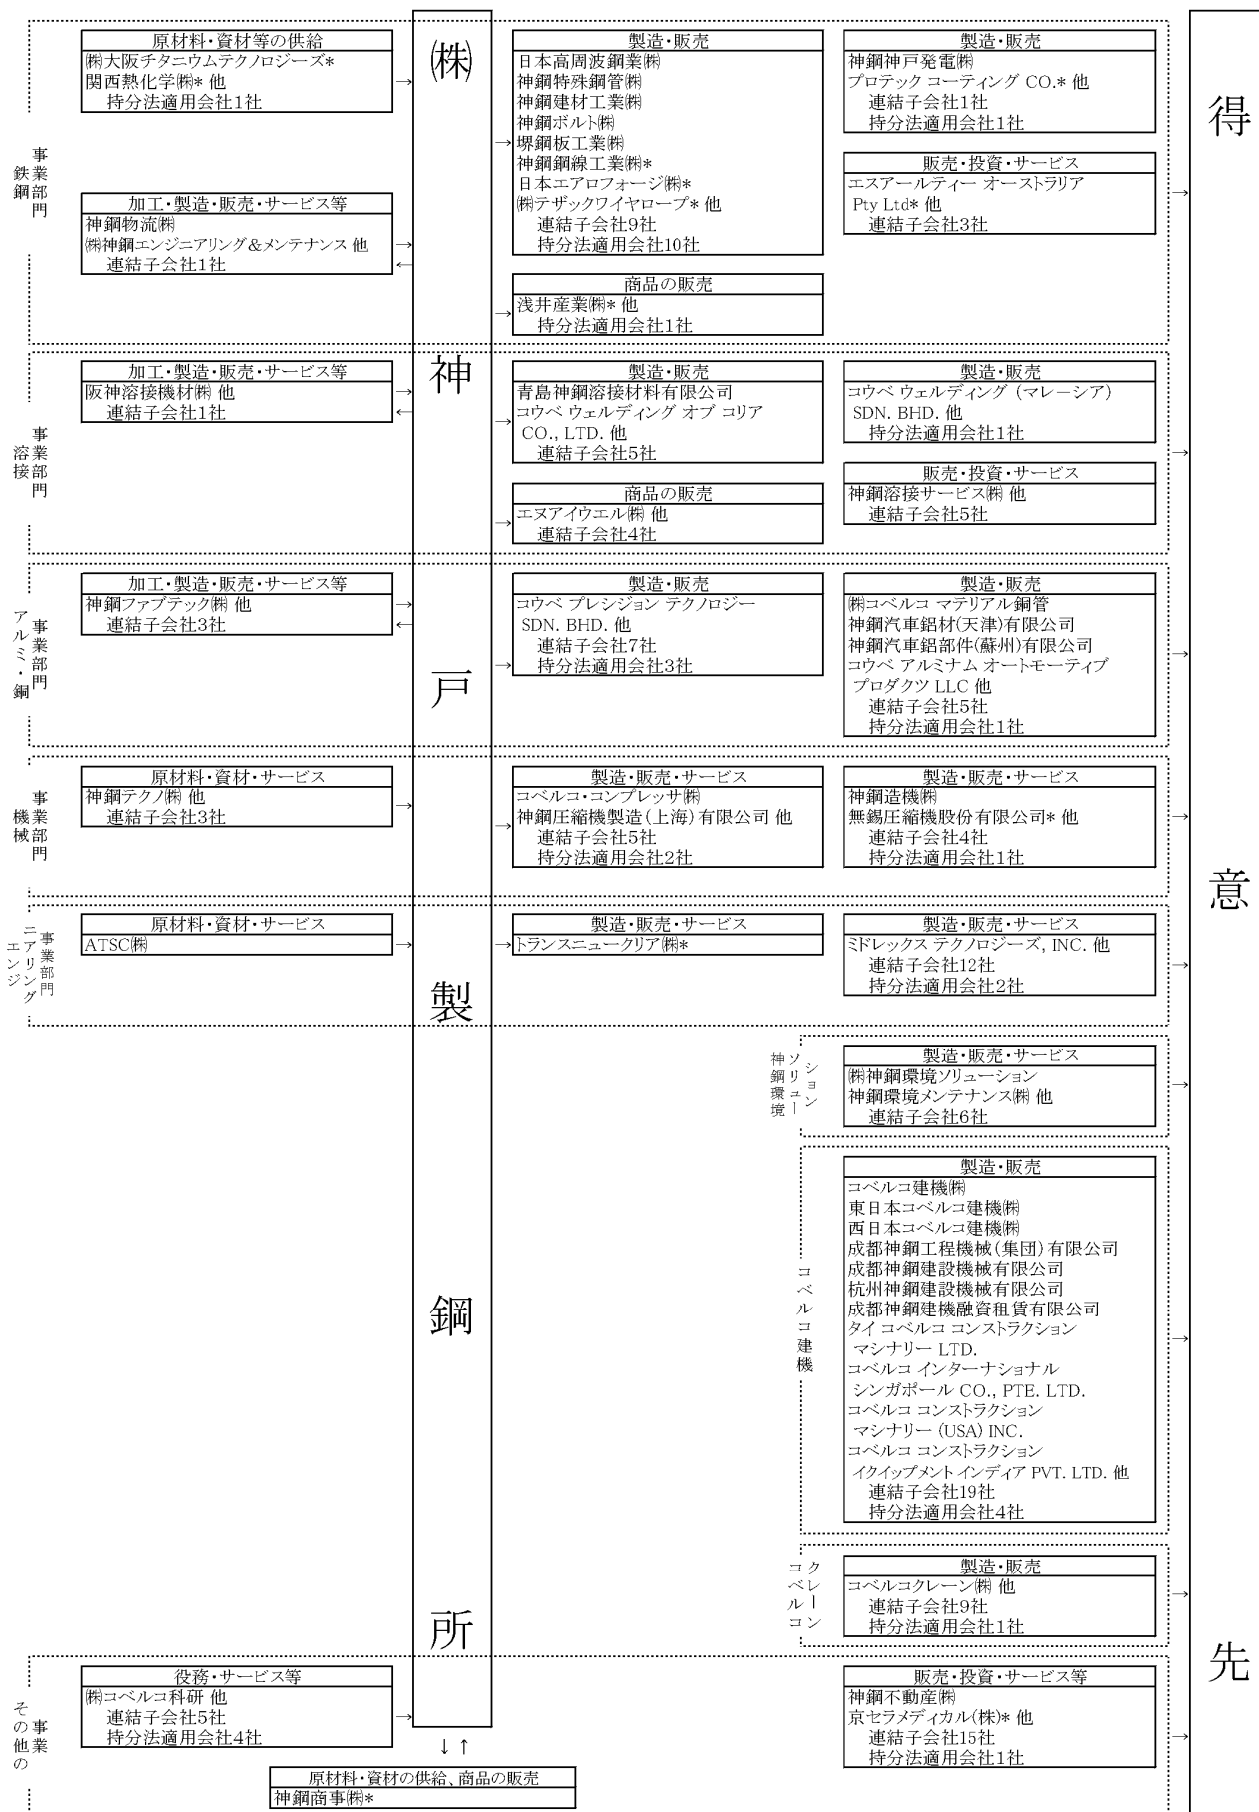 ㈱神戸製鋼所
得意先
鉄鋼事業部門
原材料・資材等の供給
㈱大阪チタニウムテクノロジーズ*
関西熱化学㈱* 他
持分法適用会社1社
→
加工・製造・販売・サービス等
神鋼物流㈱
㈱神鋼エンジニアリング&メンテナンス 他
連結子会社1社
→
←
製造・販売
日本高周波鋼業㈱
神鋼特殊鋼管㈱
神鋼建材工業㈱
神鋼ボルト㈱
→
堺鋼板工業㈱
神鋼鋼線工業㈱*
日本エアロフォージ㈱*
㈱テザックワイヤロープ* 他
連結子会社9社
持分法適用会社10社
商品の販売
→
浅井産業㈱* 他
持分法適用会社1社
製造・販売
神鋼神戸発電㈱
プロテック コーティング CO.* 他
連結子会社1社
持分法適用会社1社
販売・投資・サービス
エスアールティー オーストラリア
Pty Ltd* 他
連結子会社3社
→
溶接事業部門
加工・製造・販売・サービス等
阪神溶接機材㈱ 他
連結子会社1社
→
←
製造・販売
青島神鋼溶接材料有限公司
コウベ ウェルディング オブ コリア
→
CO., LTD. 他
連結子会社5社
商品の販売
→
エヌアイウエル㈱ 他
連結子会社4社
製造・販売
コウベ ウェルディング (マレーシア)
SDN. BHD. 他
持分法適用会社1社
販売・投資・サービス
神鋼溶接サービス㈱ 他
連結子会社5社
→
アルミ・銅事業部門
加工・製造・販売・サービス等
神鋼ファブテック㈱ 他
連結子会社3社
→
←
製造・販売
コウベ プレシジョン テクノロジー
SDN. BHD. 他
連結子会社7社
→
持分法適用会社3社
製造・販売
㈱コベルコ マテリアル銅管
神鋼汽車鋁材(天津)有限公司
神鋼汽車鋁部件(蘇州)有限公司
コウベ アルミナム オートモーティブ
プロダクツ LLC 他
連結子会社5社
持分法適用会社1社
→
機械事業部門
原材料・資材・サービス
神鋼テクノ㈱ 他
連結子会社3社
→
製造・販売・サービス
コベルコ・コンプレッサ㈱
→
神鋼圧縮機製造(上海)有限公司 他
連結子会社5社
持分法適用会社2社
製造・販売・サービス
神鋼造機㈱
無錫圧縮機股份有限公司* 他
連結子会社4社
持分法適用会社1社
→
エンジニアリング事業部門
原材料・資材・サービス
ATSC㈱
→
製造・販売・サービス
→
トランスニュークリア㈱*
製造・販売・サービス
ミドレックス テクノロジーズ, INC. 他
連結子会社12社
持分法適用会社2社
→
神鋼環境ソリューション
製造・販売・サービス
㈱神鋼環境ソリューション
神鋼環境メンテナンス㈱ 他
連結子会社6社
→
コベルコ建機
製造・販売
コベルコ建機㈱
東日本コベルコ建機㈱
西日本コベルコ建機㈱
成都神鋼工程機械(集団)有限公司
成都神鋼建設機械有限公司
杭州神鋼建設機械有限公司
成都神鋼建機融資租賃有限公司
タイ コベルコ コンストラクション
マシナリー LTD.
コベルコ インターナショナル
シンガポール CO., PTE. LTD.
コベルコ コンストラクション
マシナリー (USA) INC.
コベルコ コンストラクション
イクイップメント インディア PVT. LTD. 他
連結子会社19社
持分法適用会社4社
→
コベルコクレーン
製造・販売
コベルコクレーン㈱ 他
連結子会社9社
持分法適用会社1社
→
その他の事業
役務・サービス等
㈱コベルコ科研 他
連結子会社5社
持分法適用会社4社
→
販売・投資・サービス等
神鋼不動産㈱
京セラメディカル(株)* 他
連結子会社15社
持分法適用会社1社
→
↓ ↑
原材料・資材の供給、商品の販売
神鋼商事㈱*